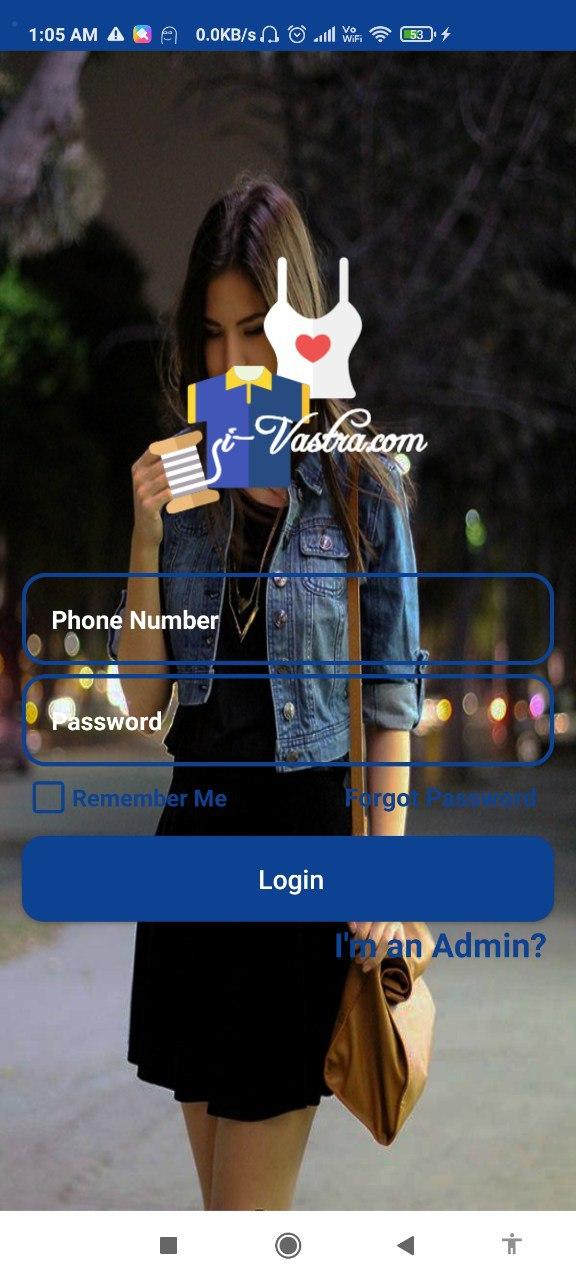 1:05 AM 0.0KB/s Vo WiFi 53
i-Vastra.com
Phone Number
Password
Remember Me Forgot Password
Login
I'm an Admin?